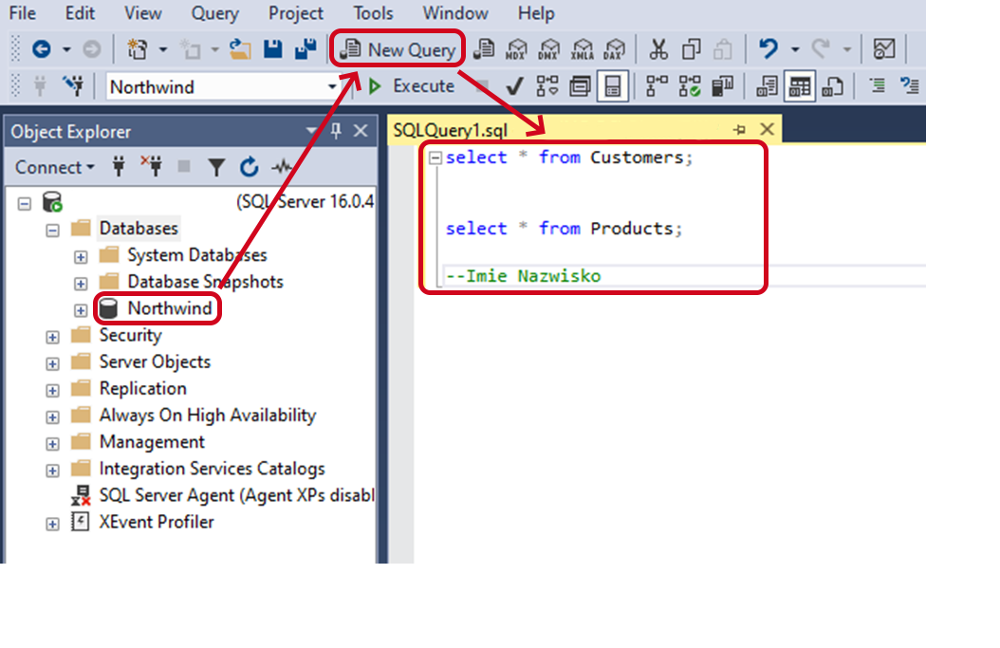 File Edit View Query Project Tools Window Help
New Query MDX DMX XMLA DAX
Northwind Execute
Object Explorer
SQLQuery1.sql
Connect
(SQL Server 16.0.4
Databases
System Databases
Database Snapshots
Northwind
Security
Server Objects
Replication
Always On High Availability
Management
Integration Services Catalogs
SQL Server Agent (Agent XPs disabl
XEvent Profiler
select * from Customers;
select * from Products;
--Imie Nazwisko